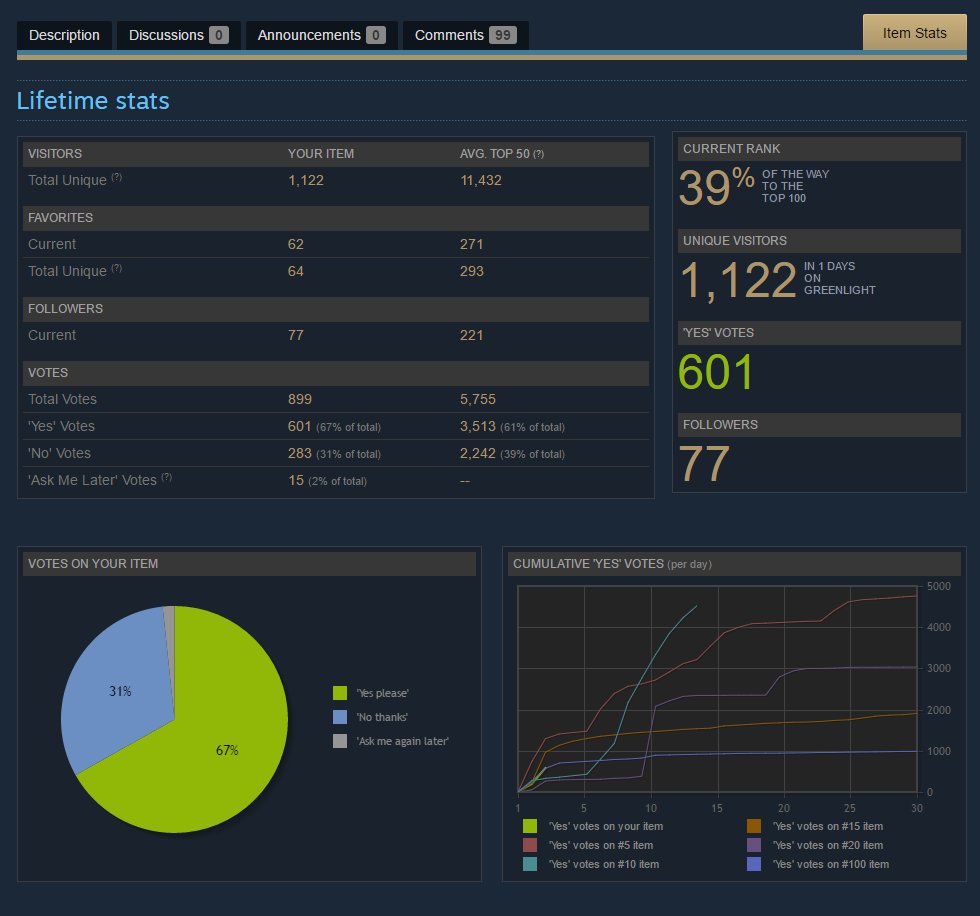 Description Discussions 0 Announcements 0 Comments 99 Item Stats
Lifetime stats
VISITORS YOUR ITEM AVG. TOP 50 (?)
Total Unique (?) 1,122 11,432
FAVORITES
Current 62 271
Total Unique (?) 64 293
FOLLOWERS
Current 77 221
VOTES
Total Votes 899 5,755
'Yes' Votes 601 (67% of total) 3,513 (61% of total)
'No' Votes 283 (31% of total) 2,242 (39% of total)
'Ask Me Later' Votes (?) 15 (2% of total) --
CURRENT RANK
39% OF THE WAY
TO THE
TOP 100
UNIQUE VISITORS
1,122 IN 1 DAYS
ON
GREENLIGHT
'YES' VOTES
601
FOLLOWERS
77
VOTES ON YOUR ITEM
31%
67%
'Yes please'
'No thanks'
'Ask me again later'
CUMULATIVE 'YES' VOTES (per day)
5000
4000
3000
2000
1000
0
1 5 10 15 20 25 30
'Yes' votes on your item 'Yes' votes on #15 item
'Yes' votes on #5 item 'Yes' votes on #20 item
'Yes' votes on #10 item 'Yes' votes on #100 item